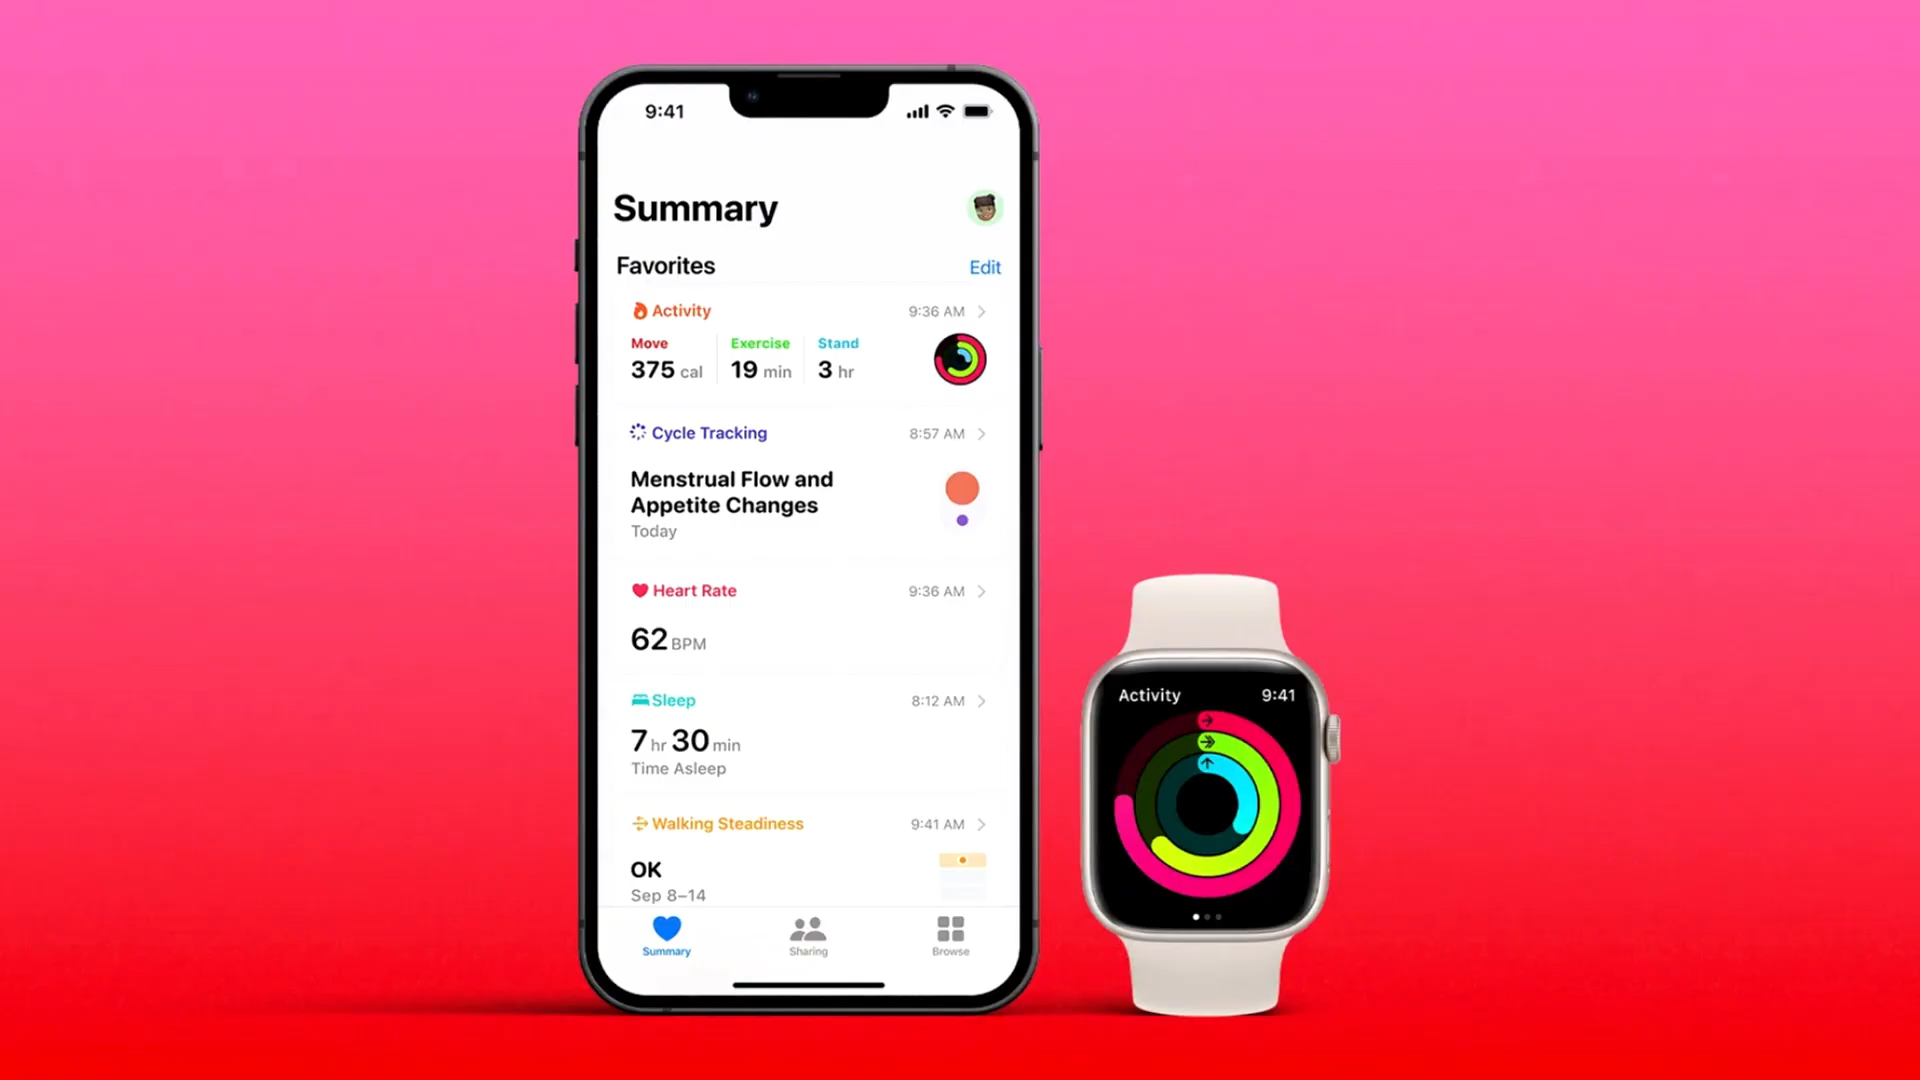 9:41
Summary
Favorites
Edit
Activity
9:36 AM
Move
Exercise
Stand
375 cal
19 min
3 hr
Cycle Tracking
8:57 AM
Menstrual Flow and
Appetite Changes
Today
Heart Rate
9:36 AM
62 BPM
Sleep
8:12 AM
7 hr 30 min
Time Asleep
Walking Steadiness
9:41 AM
OK
Sep 8–14
Summary
Sharing
Browse
Activity
9:41